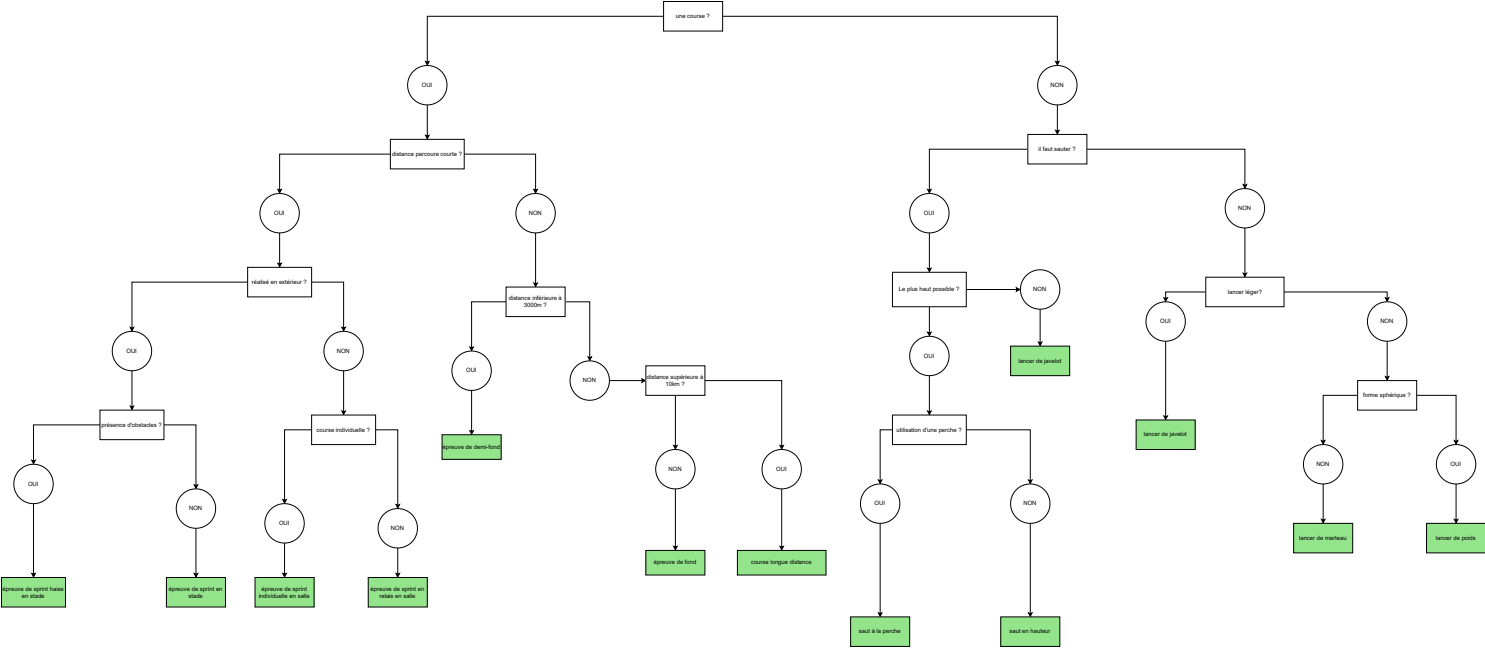 une course ?
OUI
NON
distance parcoure courte ?
il faut sauter ?
OUI
NON
OUI
NON
réalisé en extérieur ?
distance inférieure à
3000m ?
Le plus haut possible ?
NON
lancer léger?
OUI
NON
OUI
NON
OUI
NON
OUI
lancer de javelot
distance supérieure à
10km ?
forme sphérique ?
présence d'obstacles ?
course individuelle ?
épreuve de demi-fond
utilisation d'une perche ?
lancer de javelot
OUI
NON
OUI
NON
NON
OUI
OUI
NON
NON
OUI
épreuve de fond
course longue distance
lancer de marteau
lancer de poids
épreuve de sprint haies
en stade
épreuve de sprint en
stade
épreuve de sprint
individuelle en salle
épreuve de sprint en
relais en salle
OUI
NON
saut à la perche
saut en hauteur